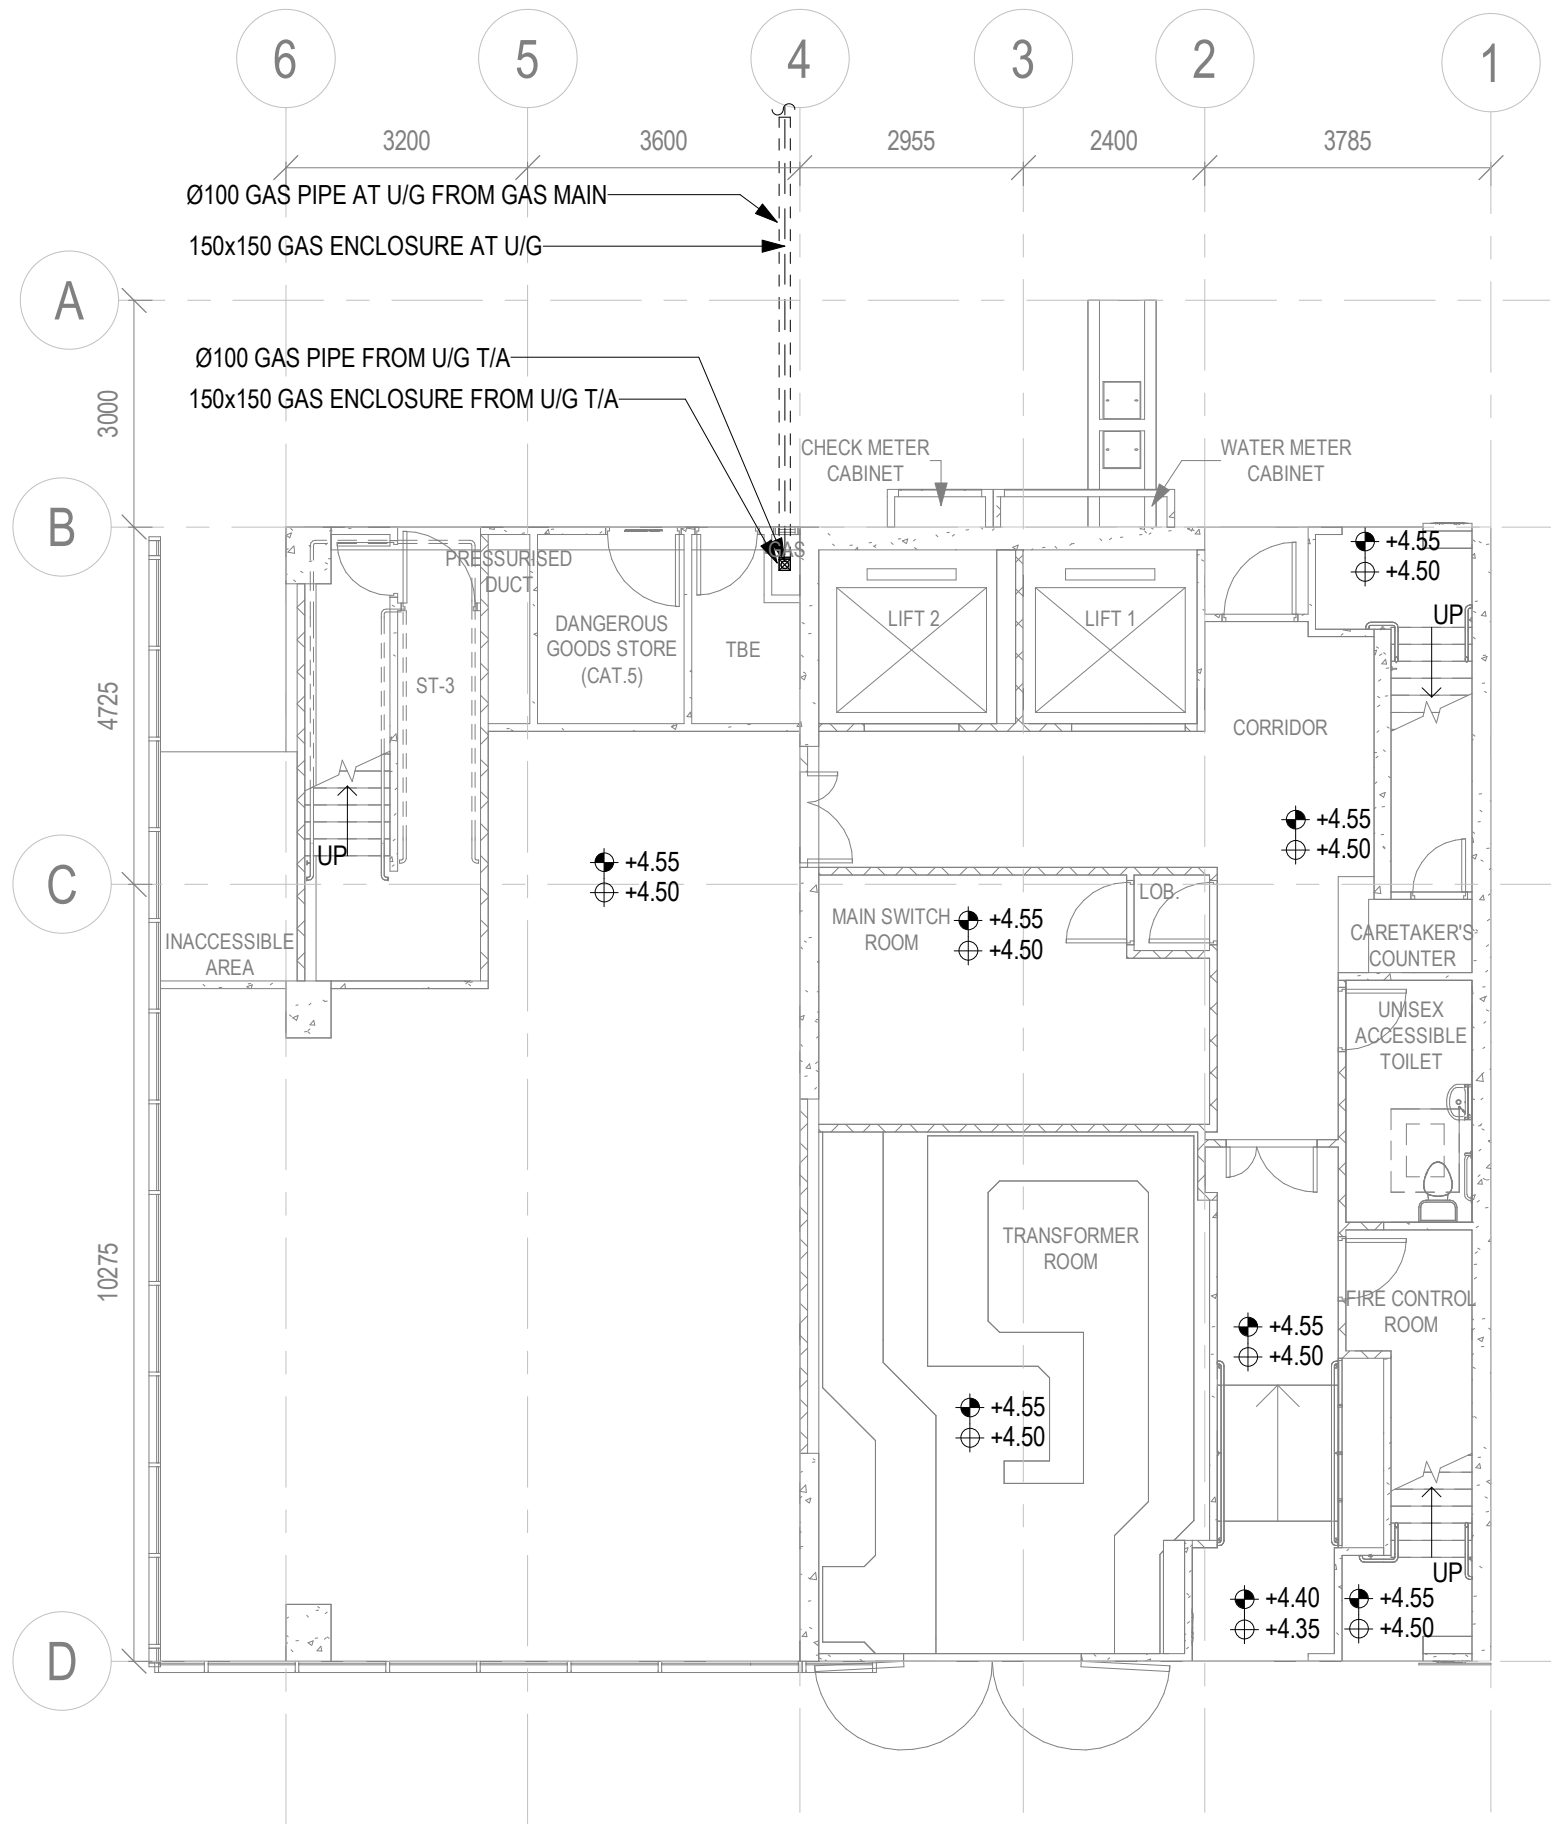 6
5
4
3
2
1
3200
3600
2955
2400
3785
Ø100 GAS PIPE AT U/G FROM GAS MAIN
150x150 GAS ENCLOSURE AT U/G
A
Ø100 GAS PIPE FROM U/G T/A
150x150 GAS ENCLOSURE FROM U/G T/A
3000
CHECK METER
CABINET
WATER METER
CABINET
B
+4.55
+4.50
PRESSURISED
DUCT
GAS
UP
LIFT 2
LIFT 1
DANGEROUS
GOODS STORE
(CAT.5)
TBE
ST-3
4725
CORRIDOR
+4.55
+4.50
UP
+4.55
+4.50
C
LOB.
MAIN SWITCH
ROOM
+4.55
+4.50
INACCESSIBLE
AREA
CARETAKER'S
COUNTER
UNISEX
ACCESSIBLE
TOILET
10275
TRANSFORMER
ROOM
FIRE CONTROL
ROOM
+4.55
+4.50
+4.55
+4.50
UP
+4.40
+4.35
+4.55
+4.50
D